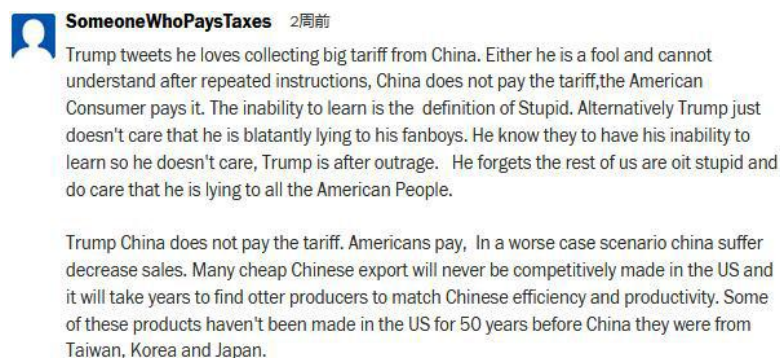 SomeoneWhoPaysTaxes 2周前
Trump tweets he loves collecting big tariff from China. Either he is a fool and cannot
understand after repeated instructions, China does not pay the tariff,the American
Consumer pays it. The inability to learn is the definition of Stupid. Alternatively Trump just
doesn't care that he is blatantly lying to his fanboys. He know they to have his inability to
learn so he doesn't care, Trump is after outrage. He forgets the rest of us are oit stupid and
do care that he is lying to all the American People.
Trump China does not pay the tariff. Americans pay, In a worse case scenario china suffer
decrease sales. Many cheap Chinese export will never be competitively made in the US and
it will take years to find otter producers to match Chinese efficiency and productivity. Some
of these products haven't been made in the US for 50 years before China they were from
Taiwan, Korea and Japan.